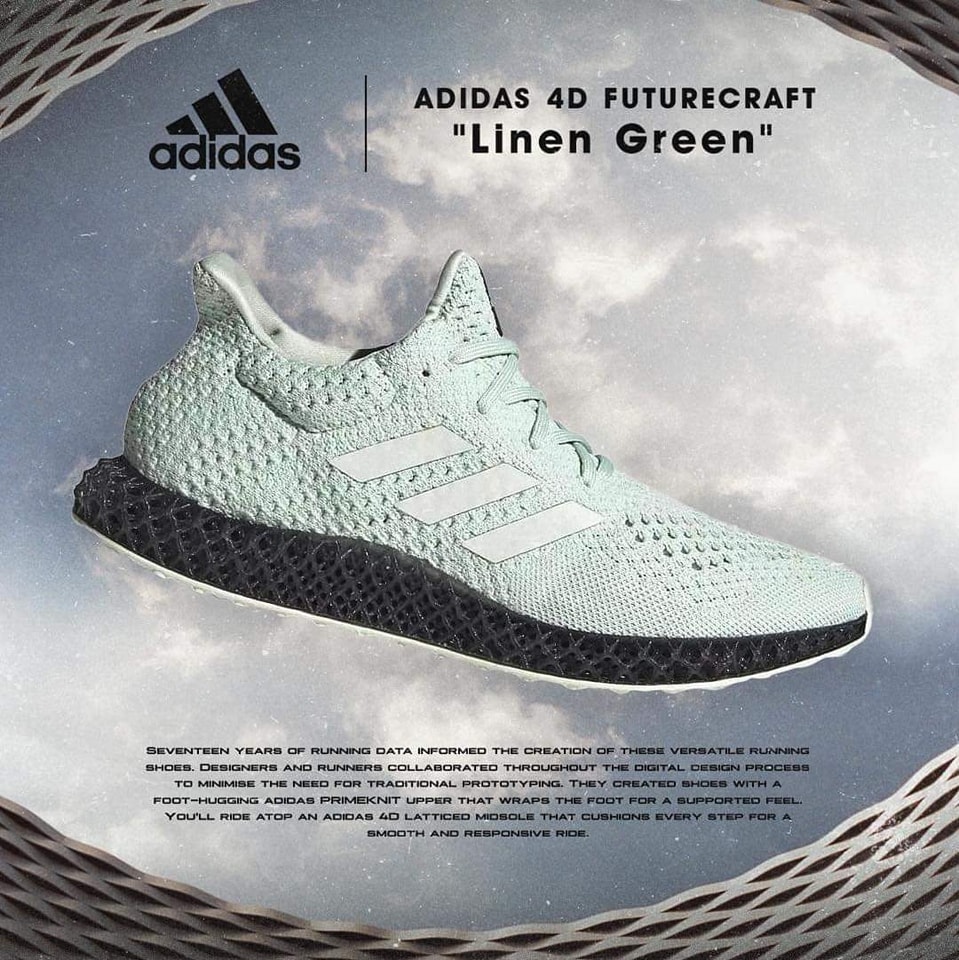 adidas
ADIDAS 4D FUTURECRAFT
"Linen Green"
SEVENTEEN YEARS OF RUNNING DATA INFORMED THE CREATION OF THESE VERSATILE RUNNING
SHOES. DESIGNERS AND RUNNERS COLLABORATED THROUGHOUT THE DIGITAL DESIGN PROCESS
TO MINIMISE THE NEED FOR TRADITIONAL PROTOTYPING. THEY CREATED SHOES WITH A
FOOT-HUGGING ADIDAS PRIMEKNIT UPPER THAT WRAPS THE FOOT FOR A SUPPORTED FEEL.
YOU'LL RIDE ATOP AN ADIDAS 4D LATTICED MIDSOLE THAT CUSHIONS EVERY STEP FOR A
SMOOTH AND RESPONSIVE RIDE.